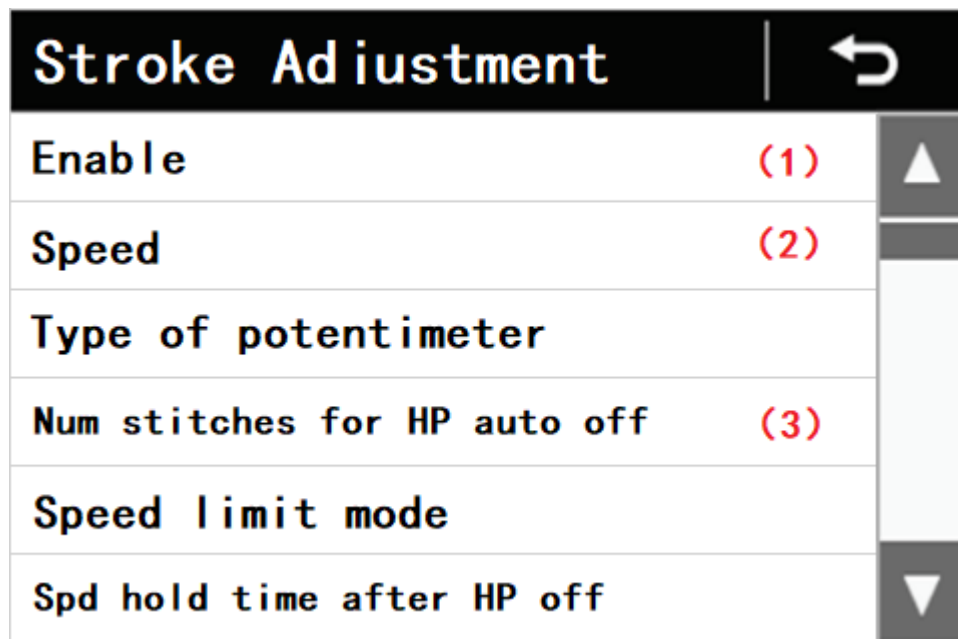 Stroke Adiustment
Enable (1)
Speed (2)
Type of potentimeter
Num stitches for HP auto off (3)
Speed limit mode
Spd hold time after HP off